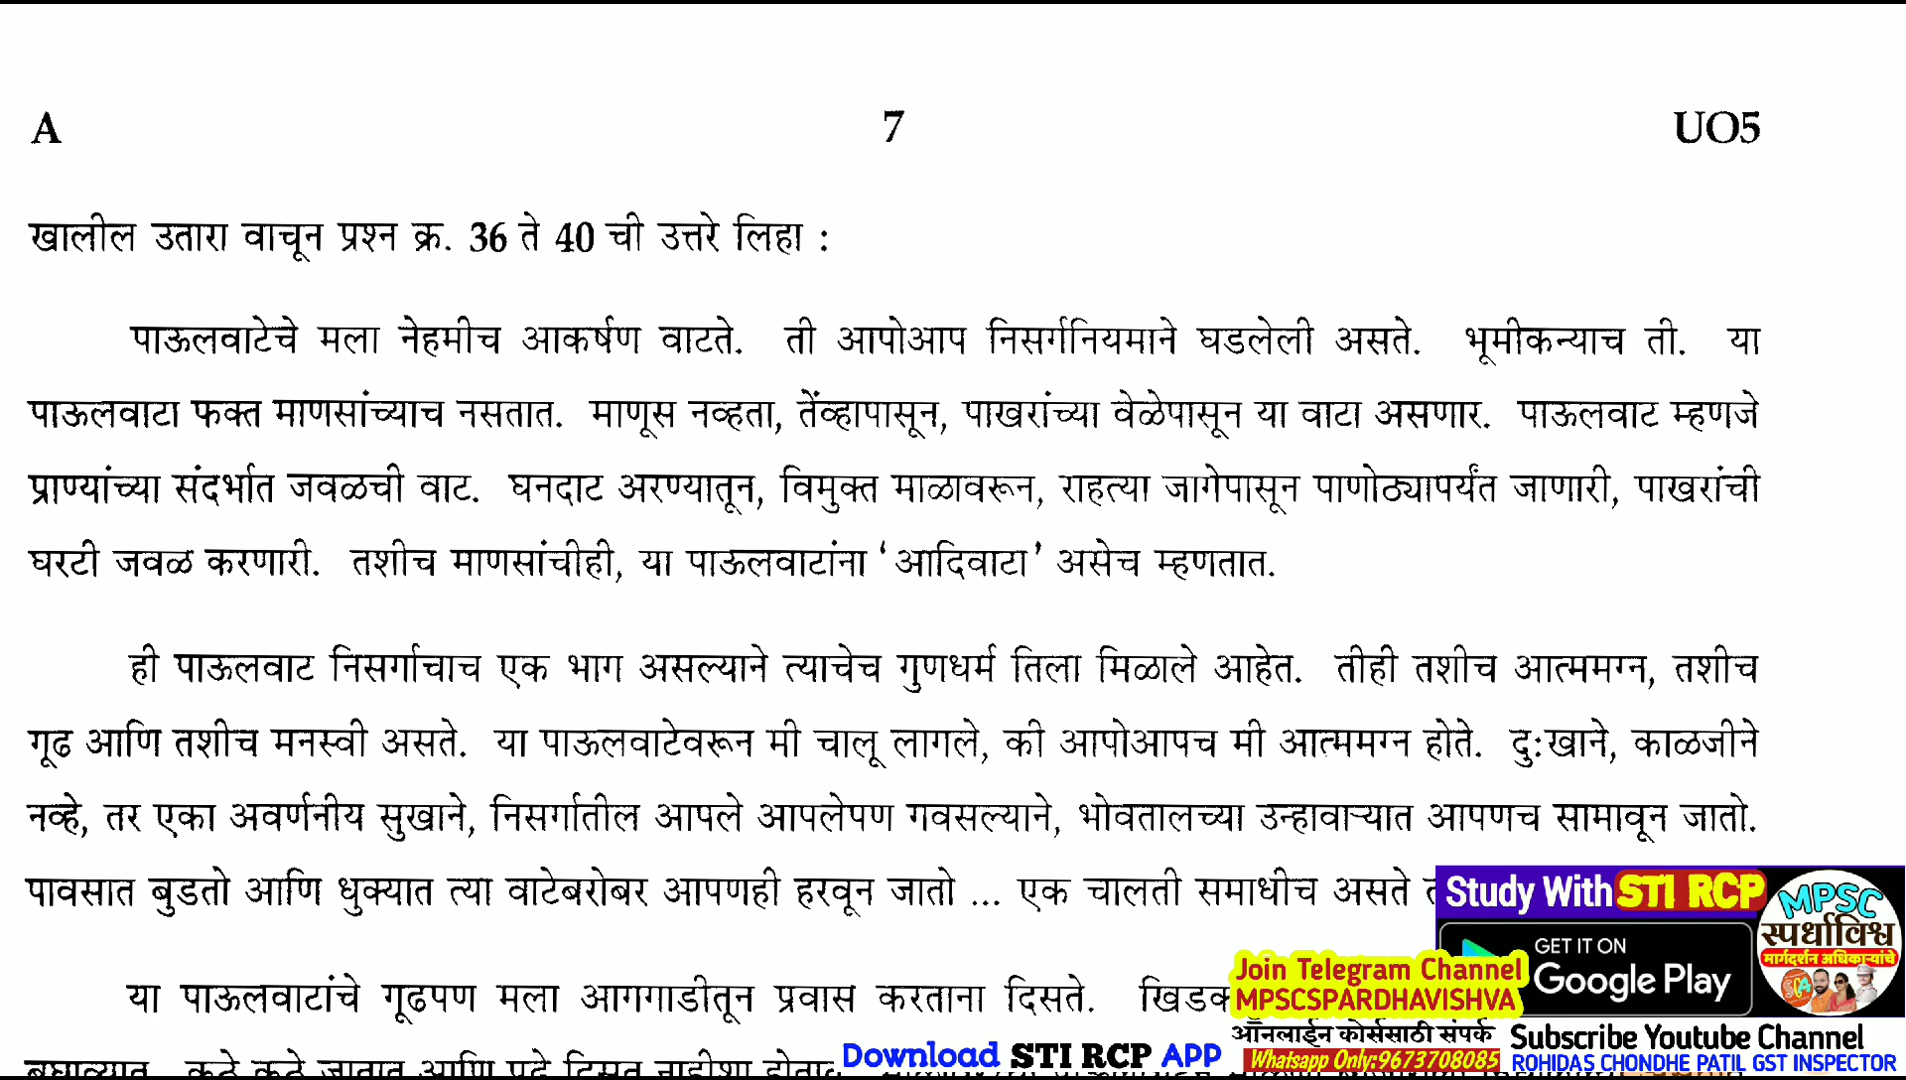 A 7 UO5
खालील उतारा वाचून प्रश्न क्र. 36 ते 40 ची उत्तरे लिहा :
पाऊलवाटेचे मला नेहमीच आकर्षण वाटते. ती आपोआप निसर्गनियमाने घडलेली असते. भूमीकन्याच ती. या
पाऊलवाटा फक्त माणसांच्याच नसतात. माणूस नव्हता, तेंव्हापासून, पाखरांच्या वेळेपासून या वाटा असणार. पाऊलवाट म्हणजे
प्राण्यांच्या संदर्भात जवळची वाट. घनदाट अरण्यातून, विमुक्त माळावरून, राहत्या जागेपासून पाणोठ्यापर्यंत जाणारी, पाखरांची
घरटी जवळ करणारी. तशीच माणसांचीही, या पाऊलवाटांना ‘आदिवाटा’ असेच म्हणतात.
ही पाऊलवाट निसर्गाचाच एक भाग असल्याने त्याचेच गुणधर्म तिला मिळाले आहेत. तीही तशीच आत्ममग्न, तशीच
गूढ आणि तशीच मनस्वी असते. या पाऊलवाटेवरून मी चालू लागले, की आपोआपच मी आत्ममग्न होते. दुःखाने, काळजीने
नव्हे, तर एका अवर्णनीय सुखाने, निसर्गातील आपले आपलेपण गवसल्याने, भोवतालच्या उन्हावाऱ्यात आपणच सामावून जातो.
पावसात बुडतो आणि धुक्यात त्या वाटेबरोबर आपणही हरवून जातो ... एक चालती समाधीच असते
या पाऊलवाटांचे गूढपण मला आगगाडीतून प्रवास करताना दिसते.
Study With STI RCP
GET IT ON
Google Play
MPSC
स्पर्धाविश्व
मार्गदर्शन अधिकाऱ्यांचे
Join Telegram Channel
MPSCSPARDHAVISHVA
ऑनलाईन कोर्ससाठी संपर्क
Whatsapp Only:9673708085
Subscribe Youtube Channel
ROHIDAS CHONDHE PATIL GST INSPECTOR
Download STI RCP APP